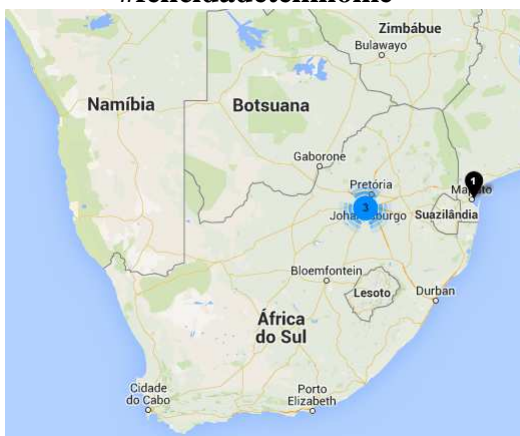 Zimbábue
Bulawayo
Namíbia
Botsuana
Gaborone
1
Pretória
Maputo
3
Suazilândia
Bloemfontein
Lesoto
Durban
África
do Sul
Cidade
do Cabo
Porto
Elizabeth